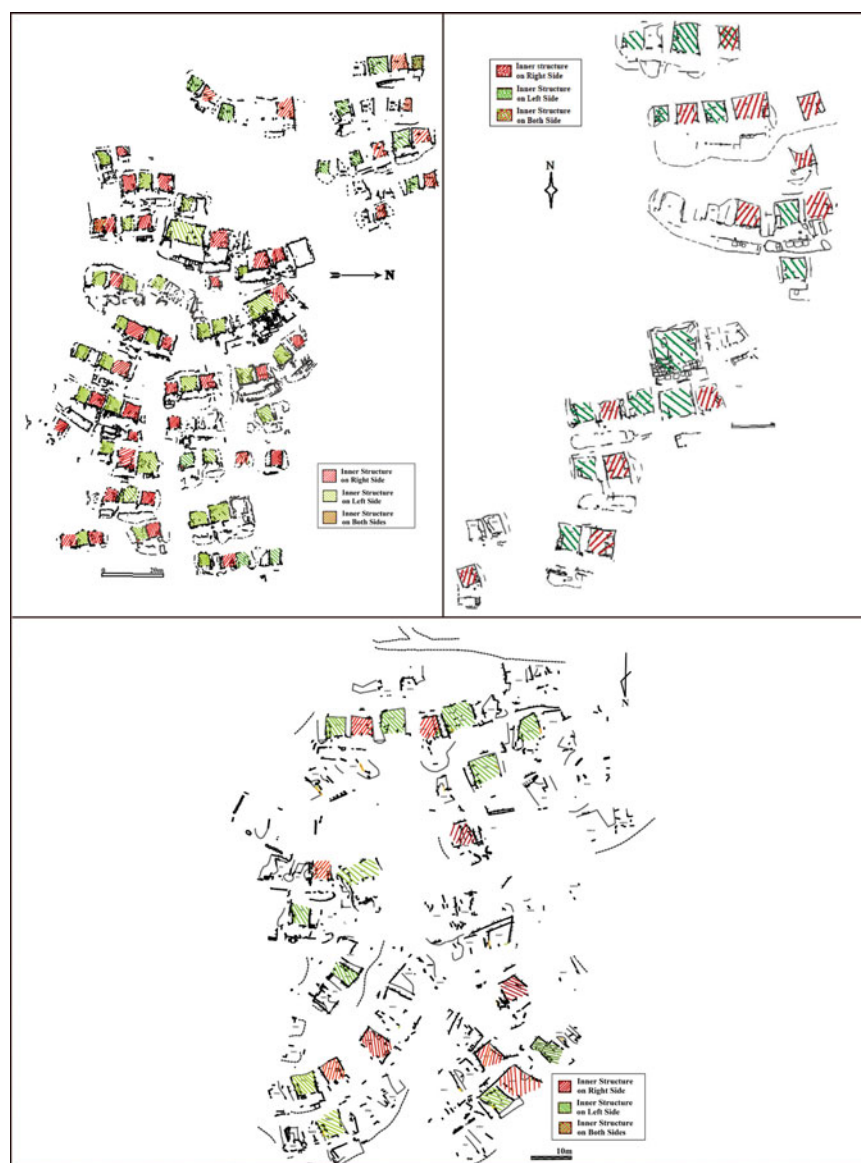 Inner structure
on Right Side
Inner Structure
on Left Side
Inner Structure
on Both Side
N
N
Inner Structure
on Right Side
Inner Structure
on Left Side
Inner Structure
on Both Sides
0
N
Inner Structure
on Right Side
Inner Structure
on Left Side
Inner Structure
on Both Sides
10m